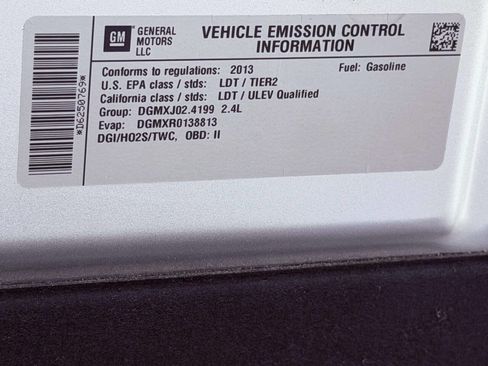 GM
GENERAL
MOTORS
LLC
VEHICLE EMISSION CONTROL
INFORMATION
Conforms to regulations: 2013
Fuel: Gasoline
U.S. EPA class / stds: LDT / TIER2
California class / stds: LDT / ULEV Qualified
Group: DGMXJ02.4199 2.4L
Evap: DGMXR0138813
DGI/HO2S/TWC, OBD: II
*D6250769*